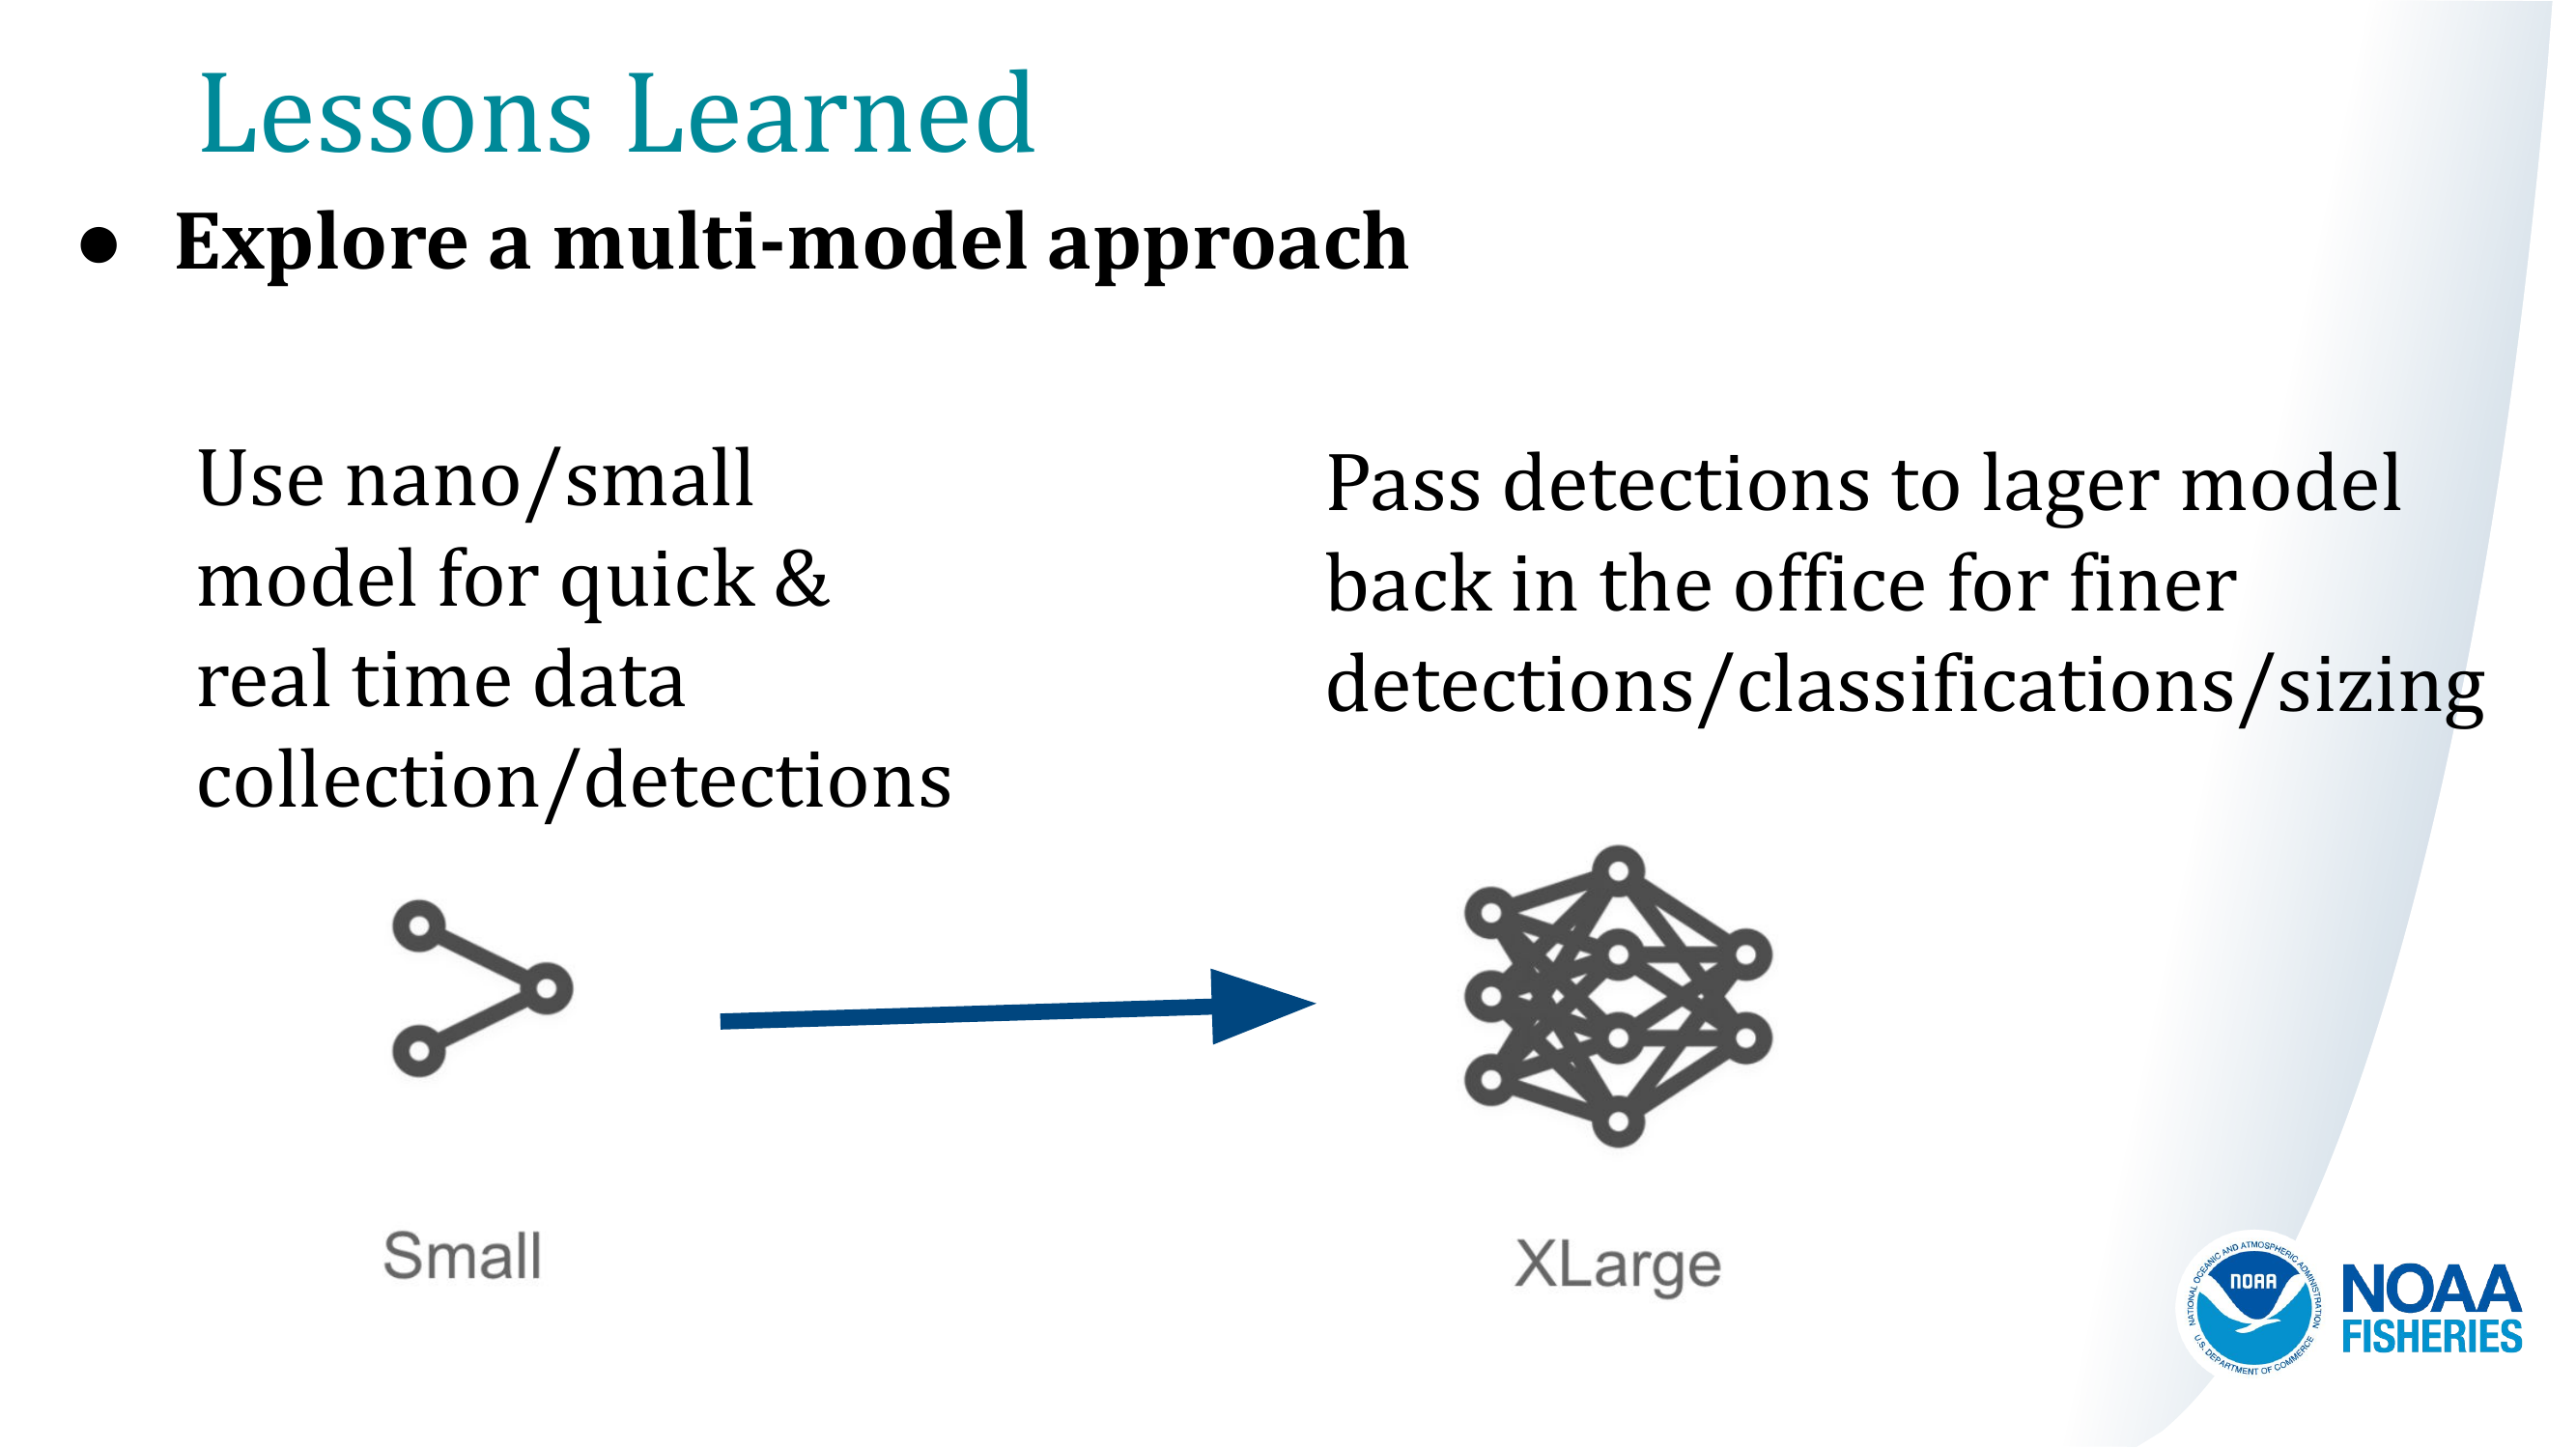 Lessons Learned
● Explore a multi-model approach
Use nano/small
model for quick &
real time data
collection/detections
Pass detections to lager model
back in the office for finer
detections/classifications/sizing
Small
XLarge
NATIONAL OCEANIC AND ATMOSPHERIC ADMINISTRATION
NOAA
U.S. DEPARTMENT OF COMMERCE
NOAA
FISHERIES